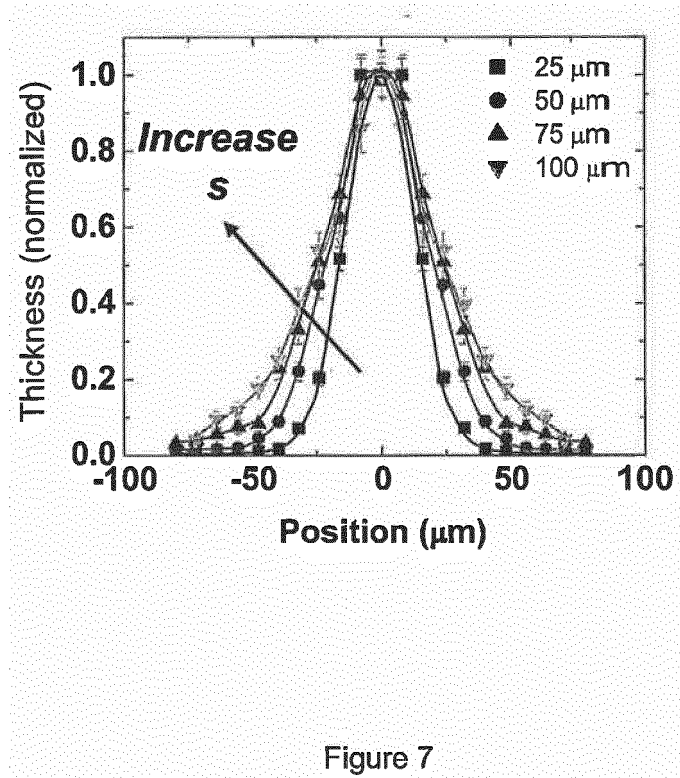 Thickness (normalized)
1.0
0.8
0.6
0.4
0.2
0.0
-100
-50
0
50
100
Position (μm)
Increase
s
25 μm
50 μm
75 μm
100 μm
Figure 7